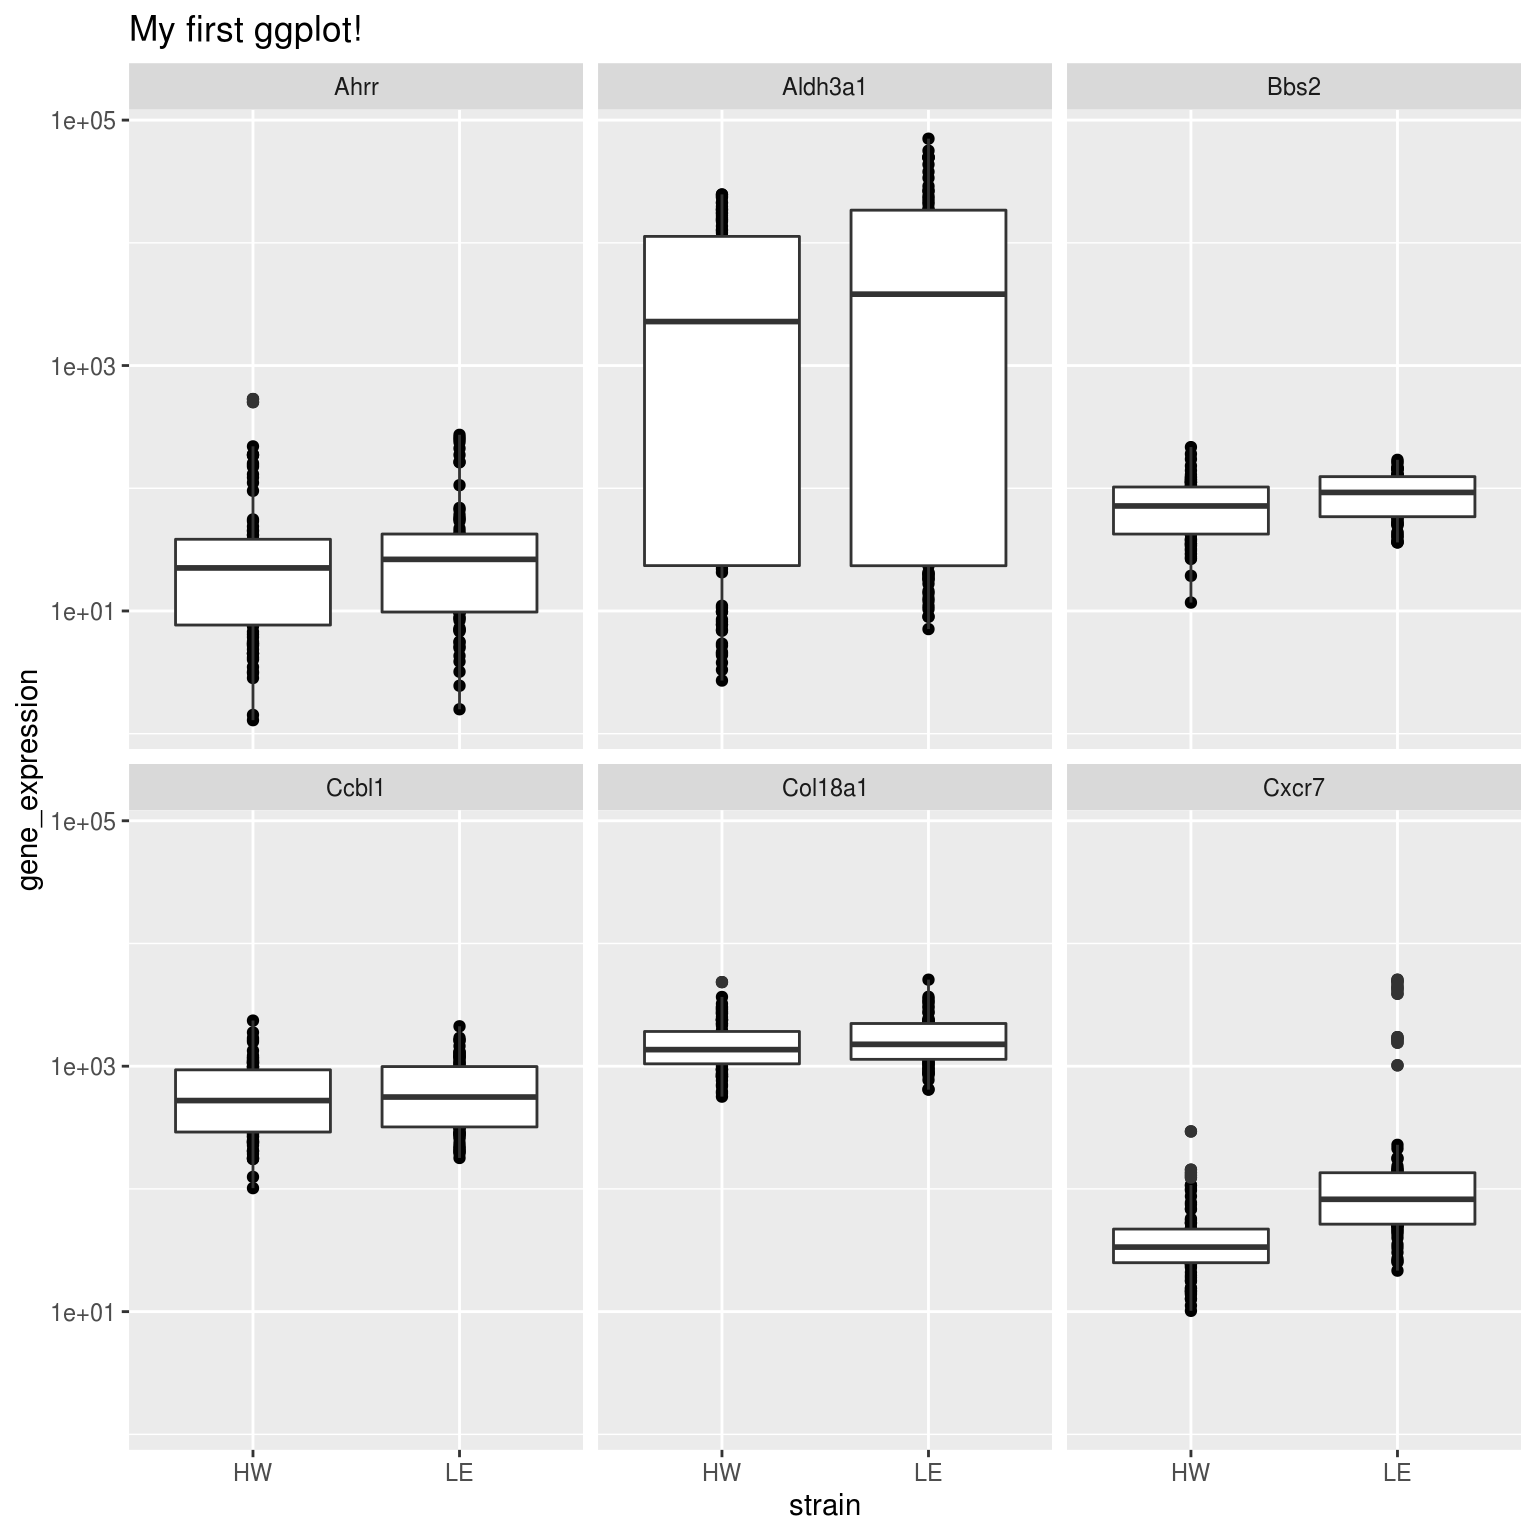 My first ggplot!
Ahrr
Aldh3a1
Bbs2
1e+05
1e+03
1e+01
gene_expression
Ccbl1
Col18a1
Cxcr7
1e+05
1e+03
1e+01
HW
LE
HW
LE
HW
LE
strain